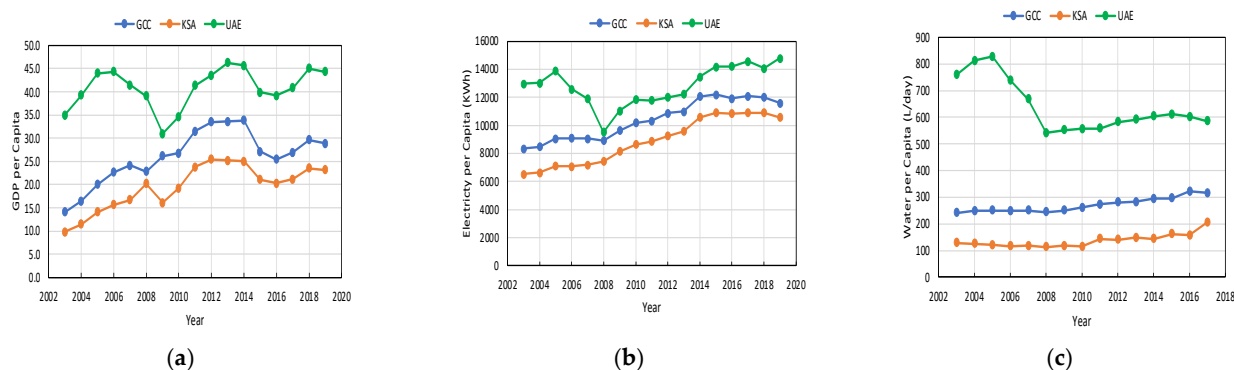 GCC KSA UAE
50.0
45.0
40.0
35.0
30.0
25.0
20.0
15.0
10.0
5.0
0.0
GDP per Capita
2002 2004 2006 2008 2010 2012 2014 2016 2018 2020
Year
(a)
GCC KSA UAE
16000
14000
12000
10000
8000
6000
4000
2000
0
Electricty per Capita (KWh)
2002 2004 2006 2008 2010 2012 2014 2016 2018 2020
Year
(b)
GCC KSA UAE
900
800
700
600
500
400
300
200
100
0
Water per Capita (L/day)
2002 2004 2006 2008 2010 2012 2014 2016 2018
Year
(c)